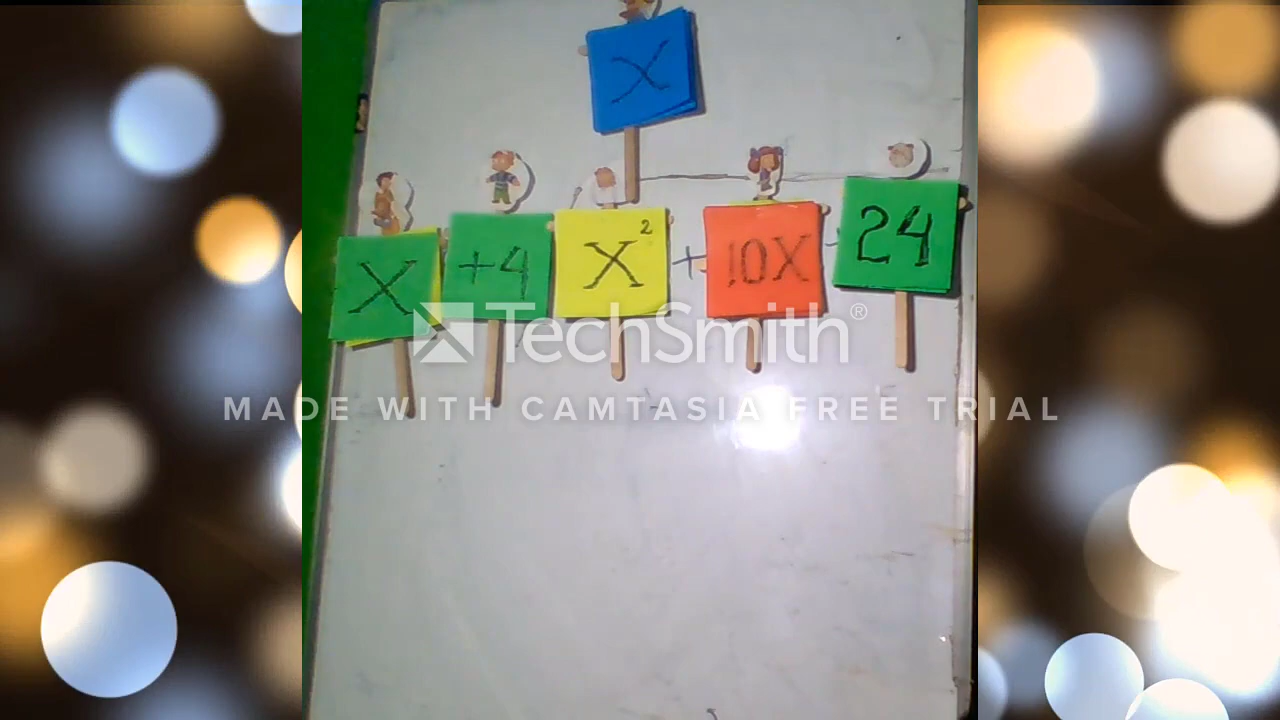 X
X +4 X² + 10X + 24
TechSmith®
MADE WITH CAMTASIA FREE TRIAL